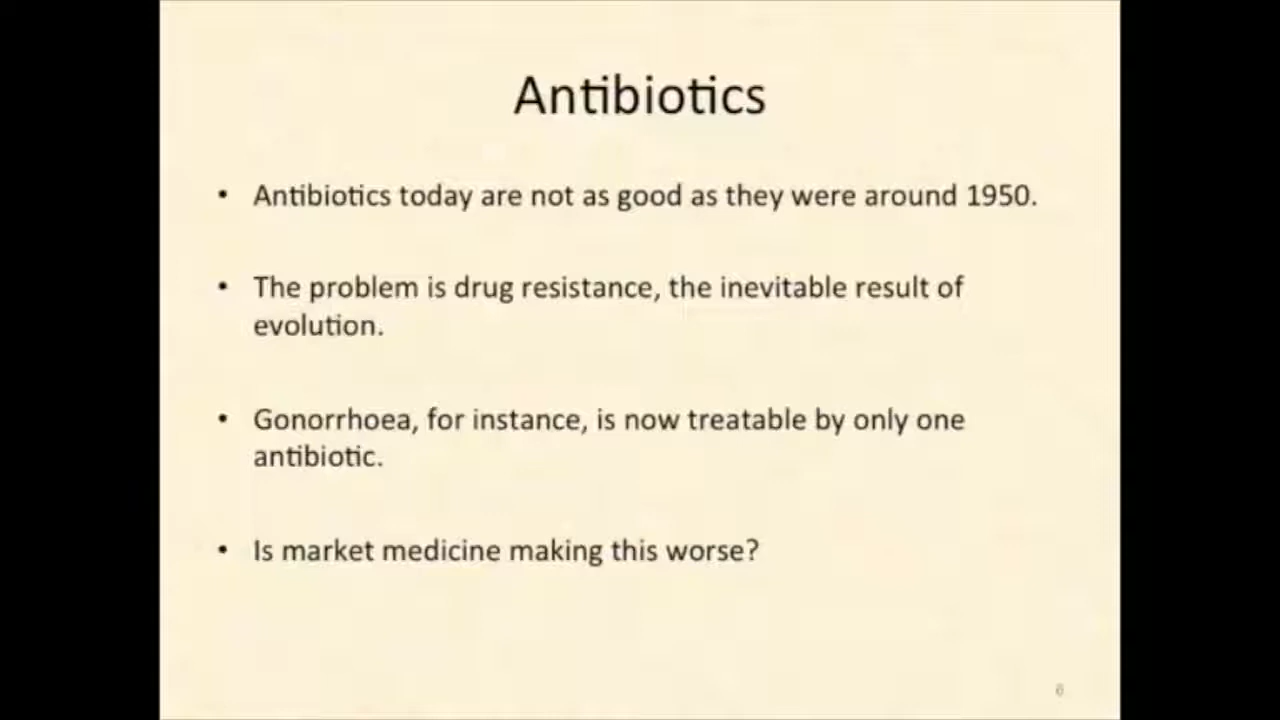 Antibiotics
• Antibiotics today are not as good as they were around 1950.
• The problem is drug resistance, the inevitable result of
evolution.
• Gonorrhoea, for instance, is now treatable by only one
antibiotic.
• Is market medicine making this worse?
6